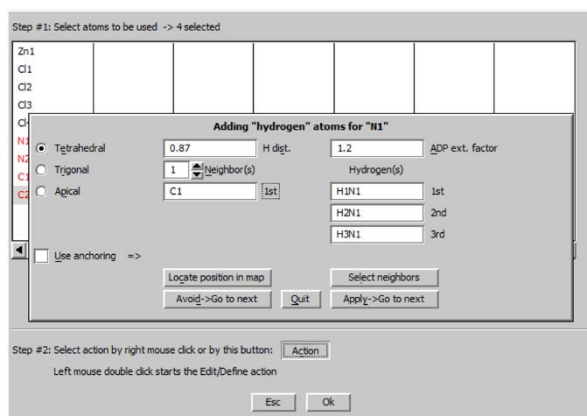 Step #1: Select atoms to be used -> 4 selected
Zn1
Cl1
Cl2
Cl3
Adding "hydrogen" atoms for "N1"
N1
Tetrahedral 0.87 H dist. 1.2 ADP ext. factor
N2
Trigonal 1 Neighbor(s) Hydrogen(s)
C1
Apical C1 1st H1N1 1st
C2
H2N1 2nd
H3N1 3rd
Use anchoring =>
Locate position in map Select neighbors
Avoid->Go to next Quit Apply->Go to next
Step #2: Select action by right mouse click or by this button: Action
Left mouse double click starts the Edit/Define action
Esc Ok